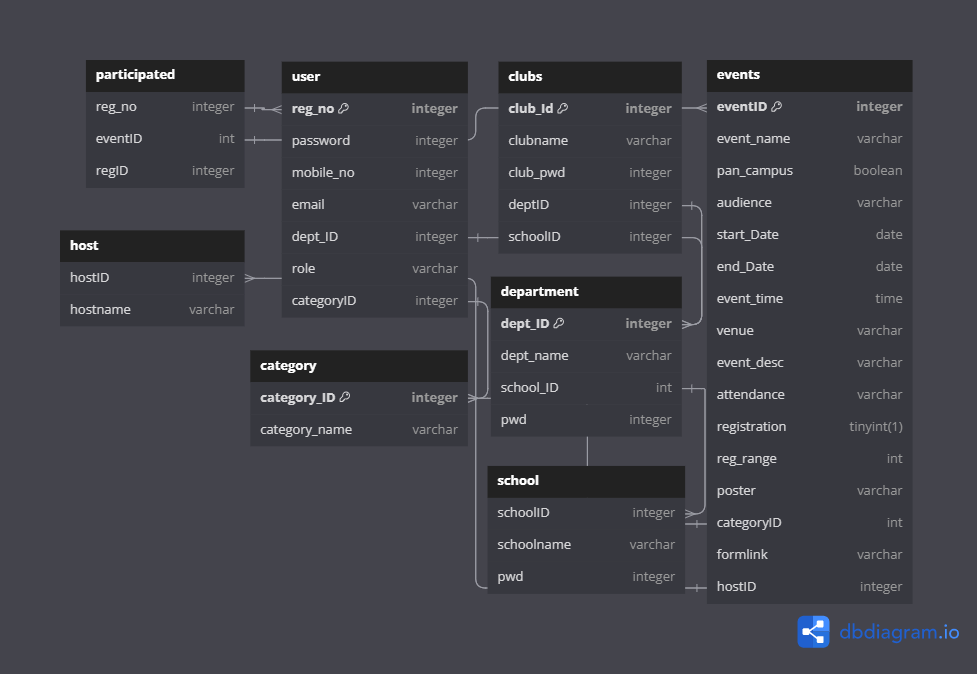 participated
reg_no integer
eventID int
regID integer
user
reg_no integer
password integer
mobile_no integer
email varchar
dept_ID integer
role varchar
categoryID integer
clubs
club_Id integer
clubname varchar
club_pwd integer
deptID integer
schoolID integer
events
eventID integer
event_name varchar
pan_campus boolean
audience varchar
start_Date date
end_Date date
event_time time
venue varchar
event_desc varchar
attendance varchar
registration tinyint(1)
reg_range int
poster varchar
categoryID int
formlink varchar
hostID integer
host
hostID integer
hostname varchar
department
dept_ID integer
dept_name varchar
school_ID int
pwd integer
category
category_ID integer
category_name varchar
school
schoolID integer
schoolname varchar
pwd integer
dbdiagram.io